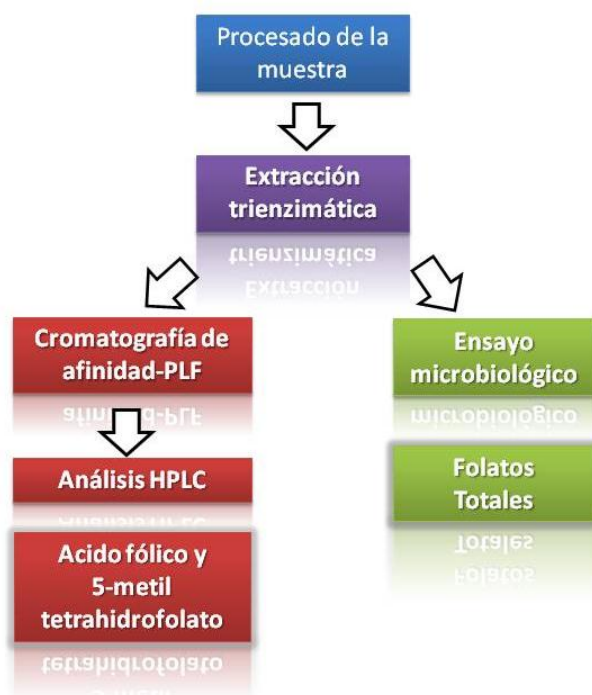 Procesado de la
muestra
Extracción
trienzimática
Cromatografía de
afinidad-PLF
Análisis HPLC
Acido fólico y
5-metil
tetrahidrofolato
Ensayo
microbiológico
Folatos
Totales